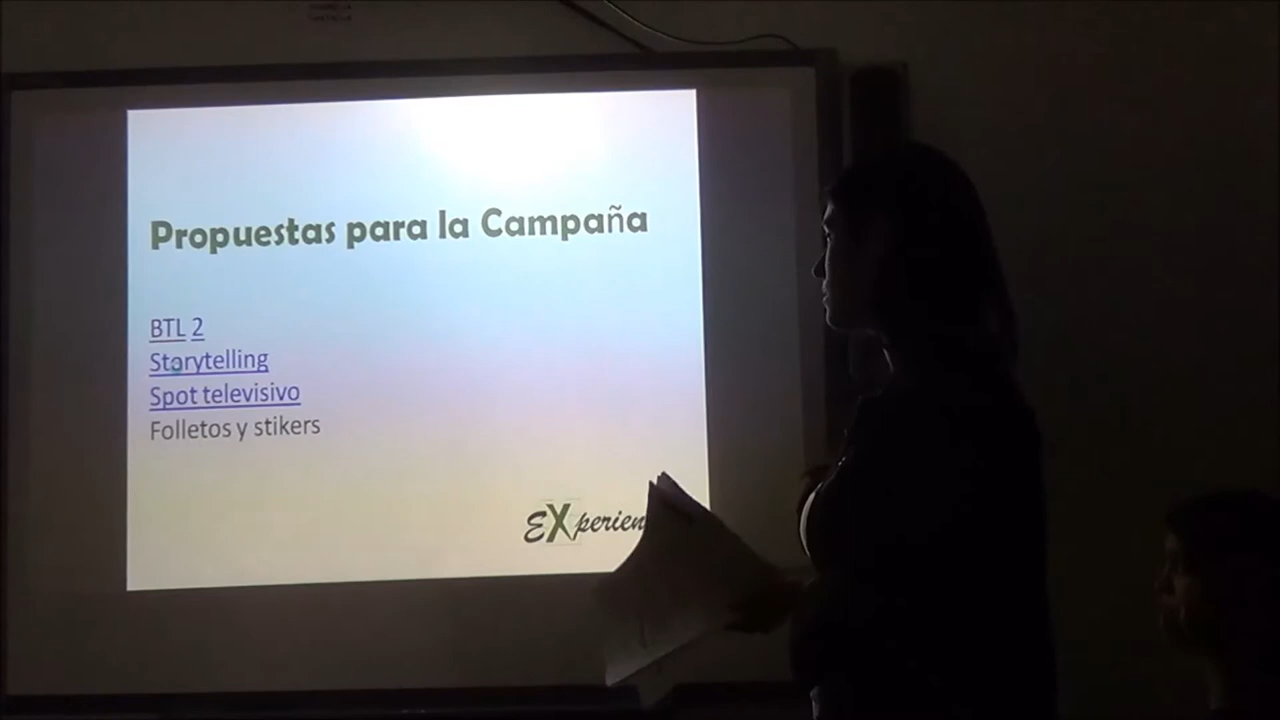 Propuestas para la Campaña
BTL 2
Storytelling
Spot televisivo
Folletos y stikers
eXperien